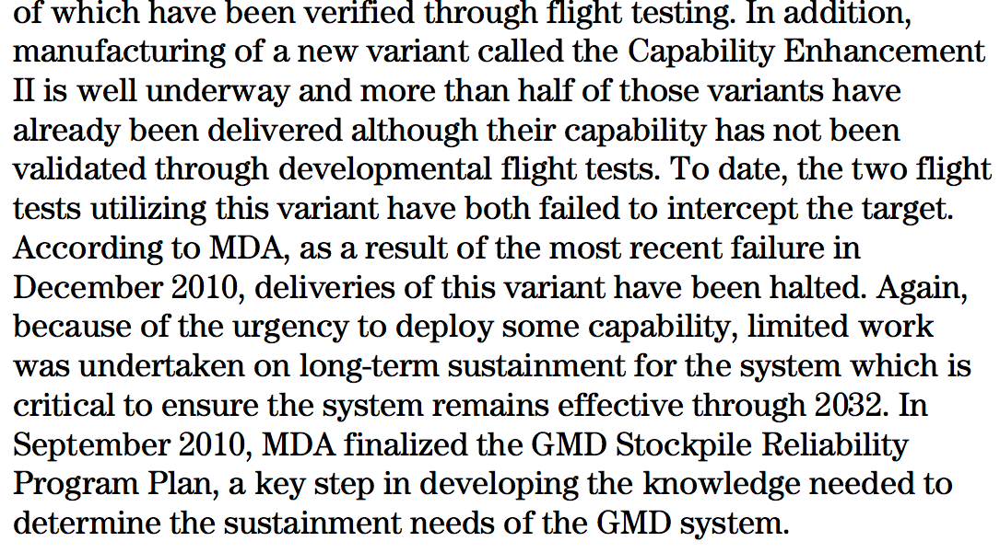 of which have been verified through flight testing. In addition,
manufacturing of a new variant called the Capability Enhancement
II is well underway and more than half of those variants have
already been delivered although their capability has not been
validated through developmental flight tests. To date, the two flight
tests utilizing this variant have both failed to intercept the target.
According to MDA, as a result of the most recent failure in
December 2010, deliveries of this variant have been halted. Again,
because of the urgency to deploy some capability, limited work
was undertaken on long-term sustainment for the system which is
critical to ensure the system remains effective through 2032. In
September 2010, MDA finalized the GMD Stockpile Reliability
Program Plan, a key step in developing the knowledge needed to
determine the sustainment needs of the GMD system.